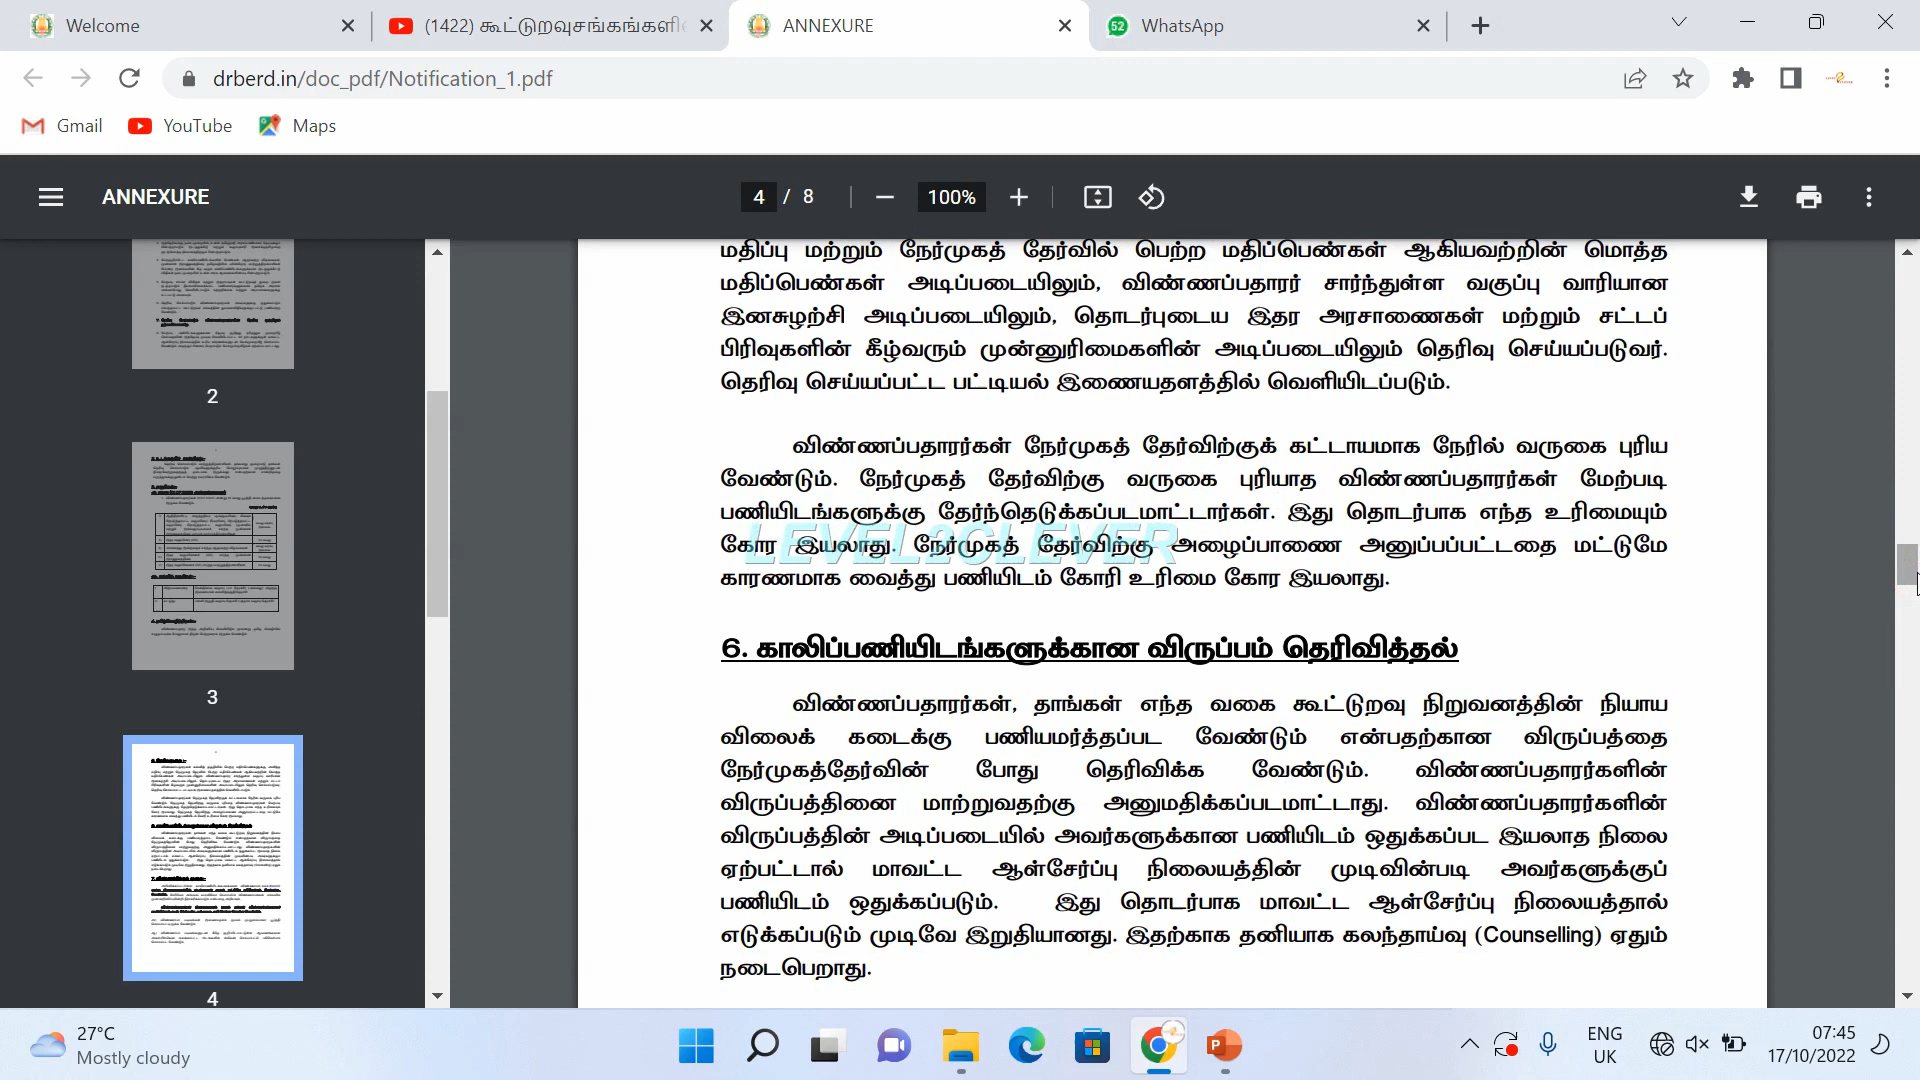 Welcome
(1422) கூட்டுறவுசங்கங்களி
ANNEXURE
52
WhatsApp
drberd.in/doc_pdf/Notification_1.pdf
Gmail
YouTube
Maps
ANNEXURE
4 / 8
100%
2
3
4
மதிப்பு மற்றும் நேர்முகத் தேர்வில் பெற்ற மதிப்பெண்கள் ஆகியவற்றின் மொத்த
மதிப்பெண்கள் அடிப்படையிலும், விண்ணப்பதாரர் சார்ந்துள்ள வகுப்பு வாரியான
இனசுழற்சி அடிப்படையிலும், தொடர்புடைய இதர அரசாணைகள் மற்றும் சட்டப்
பிரிவுகளின் கீழ்வரும் முன்னுரிமைகளின் அடிப்படையிலும் தெரிவு செய்யப்படுவர்.
தெரிவு செய்யப்பட்ட பட்டியல் இணையதளத்தில் வெளியிடப்படும்.
விண்ணப்பதாரர்கள் நேர்முகத் தேர்விற்குக் கட்டாயமாக நேரில் வருகை புரிய
வேண்டும். நேர்முகத் தேர்விற்கு வருகை புரியாத விண்ணப்பதாரர்கள் மேற்படி
பணியிடங்களுக்கு தேர்ந்தெடுக்கப்படமாட்டார்கள். இது தொடர்பாக எந்த உரிமையும்
கோர இயலாது. நேர்முகத் தேர்விற்கு அழைப்பாணை அனுப்பப்பட்டதை மட்டுமே
LEVEL2CLEVER
காரணமாக வைத்து பணியிடம் கோரி உரிமை கோர இயலாது.
6. காலிப்பணியிடங்களுக்கான விருப்பம் தெரிவித்தல்
விண்ணப்பதாரர்கள், தாங்கள் எந்த வகை கூட்டுறவு நிறுவனத்தின் நியாய
விலைக் கடைக்கு பணியமர்த்தப்பட வேண்டும் என்பதற்கான விருப்பத்தை
நேர்முகத்தேர்வின் போது தெரிவிக்க வேண்டும். விண்ணப்பதாரர்களின்
விருப்பத்தினை மாற்றுவதற்கு அனுமதிக்கப்படமாட்டாது. விண்ணப்பதாரர்களின்
விருப்பத்தின் அடிப்படையில் அவர்களுக்கான பணியிடம் ஒதுக்கப்பட இயலாத நிலை
ஏற்பட்டால் மாவட்ட ஆள்சேர்ப்பு நிலையத்தின் முடிவின்படி அவர்களுக்குப்
பணியிடம் ஒதுக்கப்படும். இது தொடர்பாக மாவட்ட ஆள்சேர்ப்பு நிலையத்தால்
எடுக்கப்படும் முடிவே இறுதியானது. இதற்காக தனியாக கலந்தாய்வு (Counselling) ஏதும்
நடைபெறாது.
27°C
Mostly cloudy
ENG
UK
07:45
17/10/2022